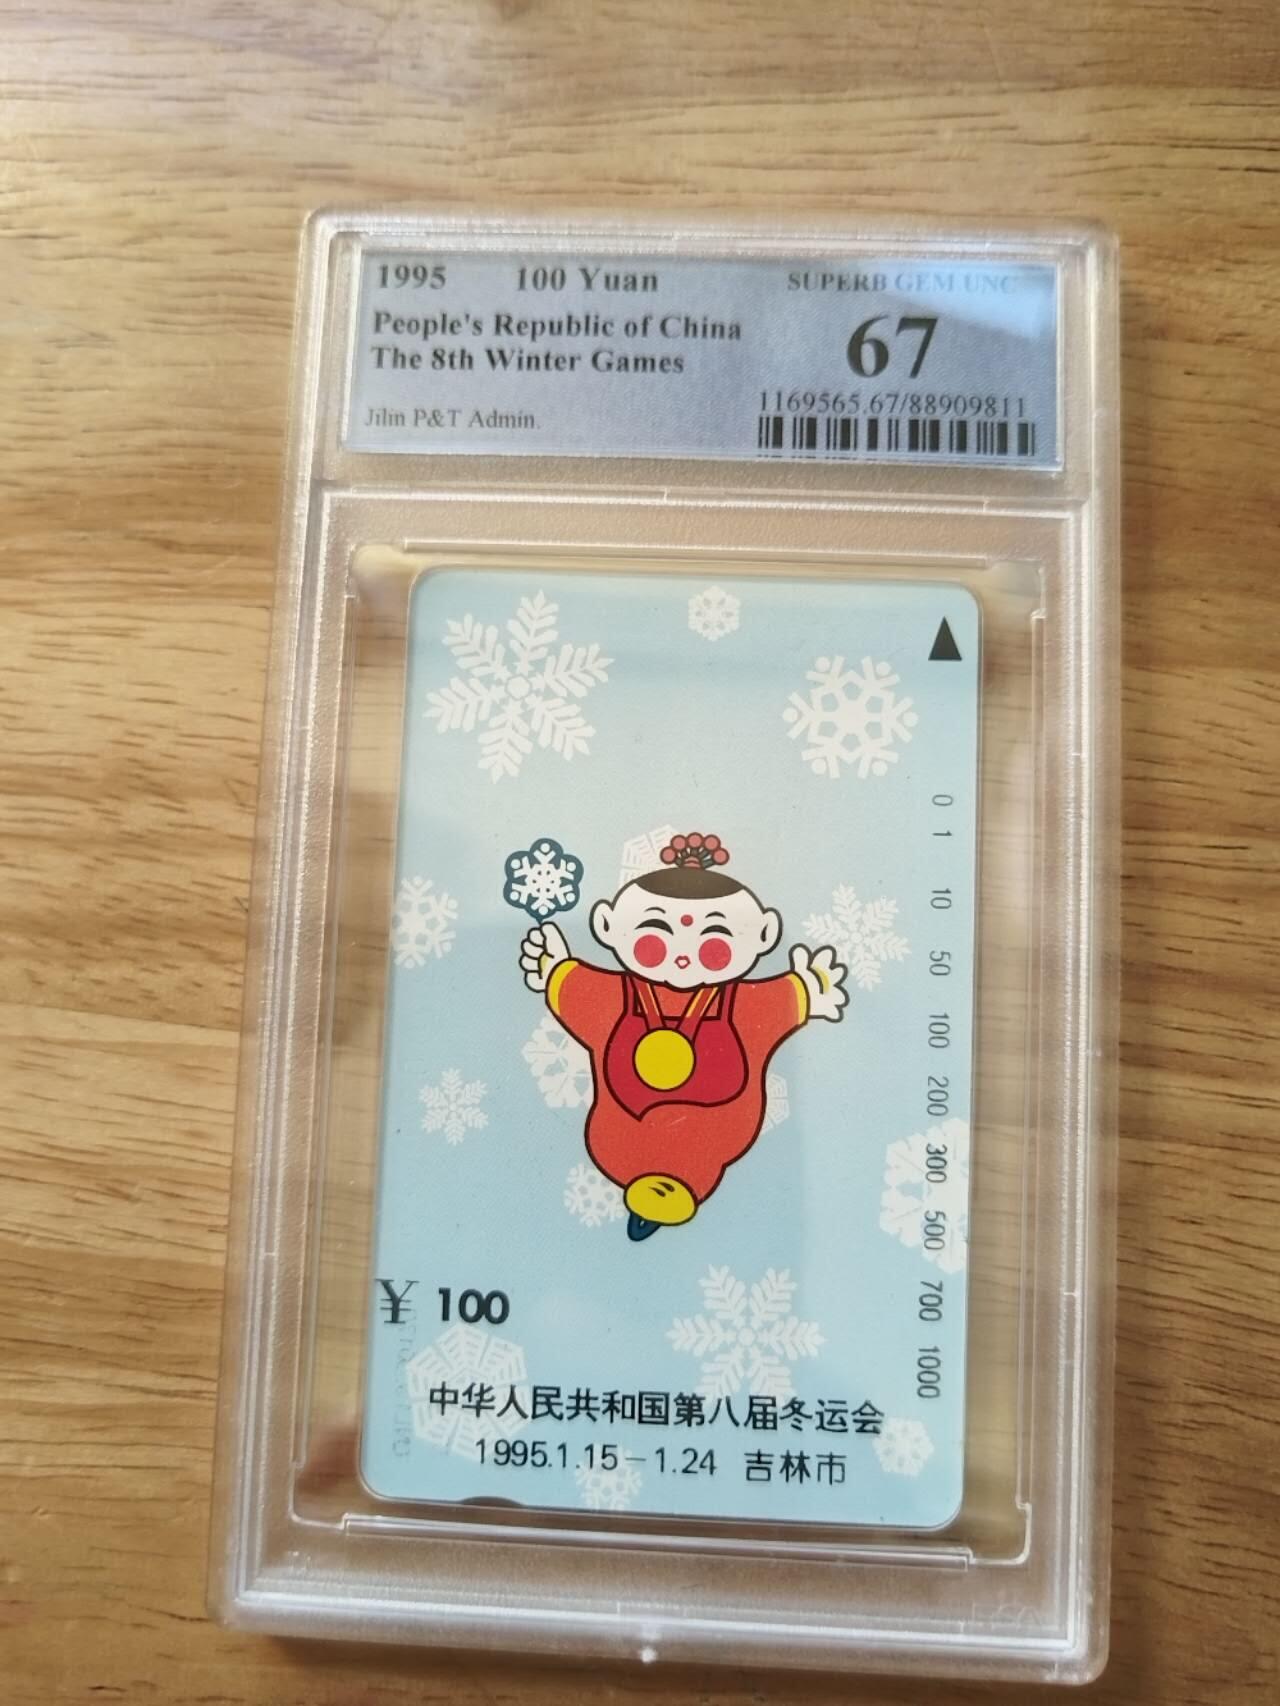 1995 100 Yuan SUPERB GEM UNC
People's Republic of China
The 8th Winter Games
67
Jilin P&T Admin.
1169565.67/88909811
0
1
10
50
100
200
300
500
700
1000
¥ 100
中华人民共和国第八届冬运会
1995.1.15－1.24 吉林市